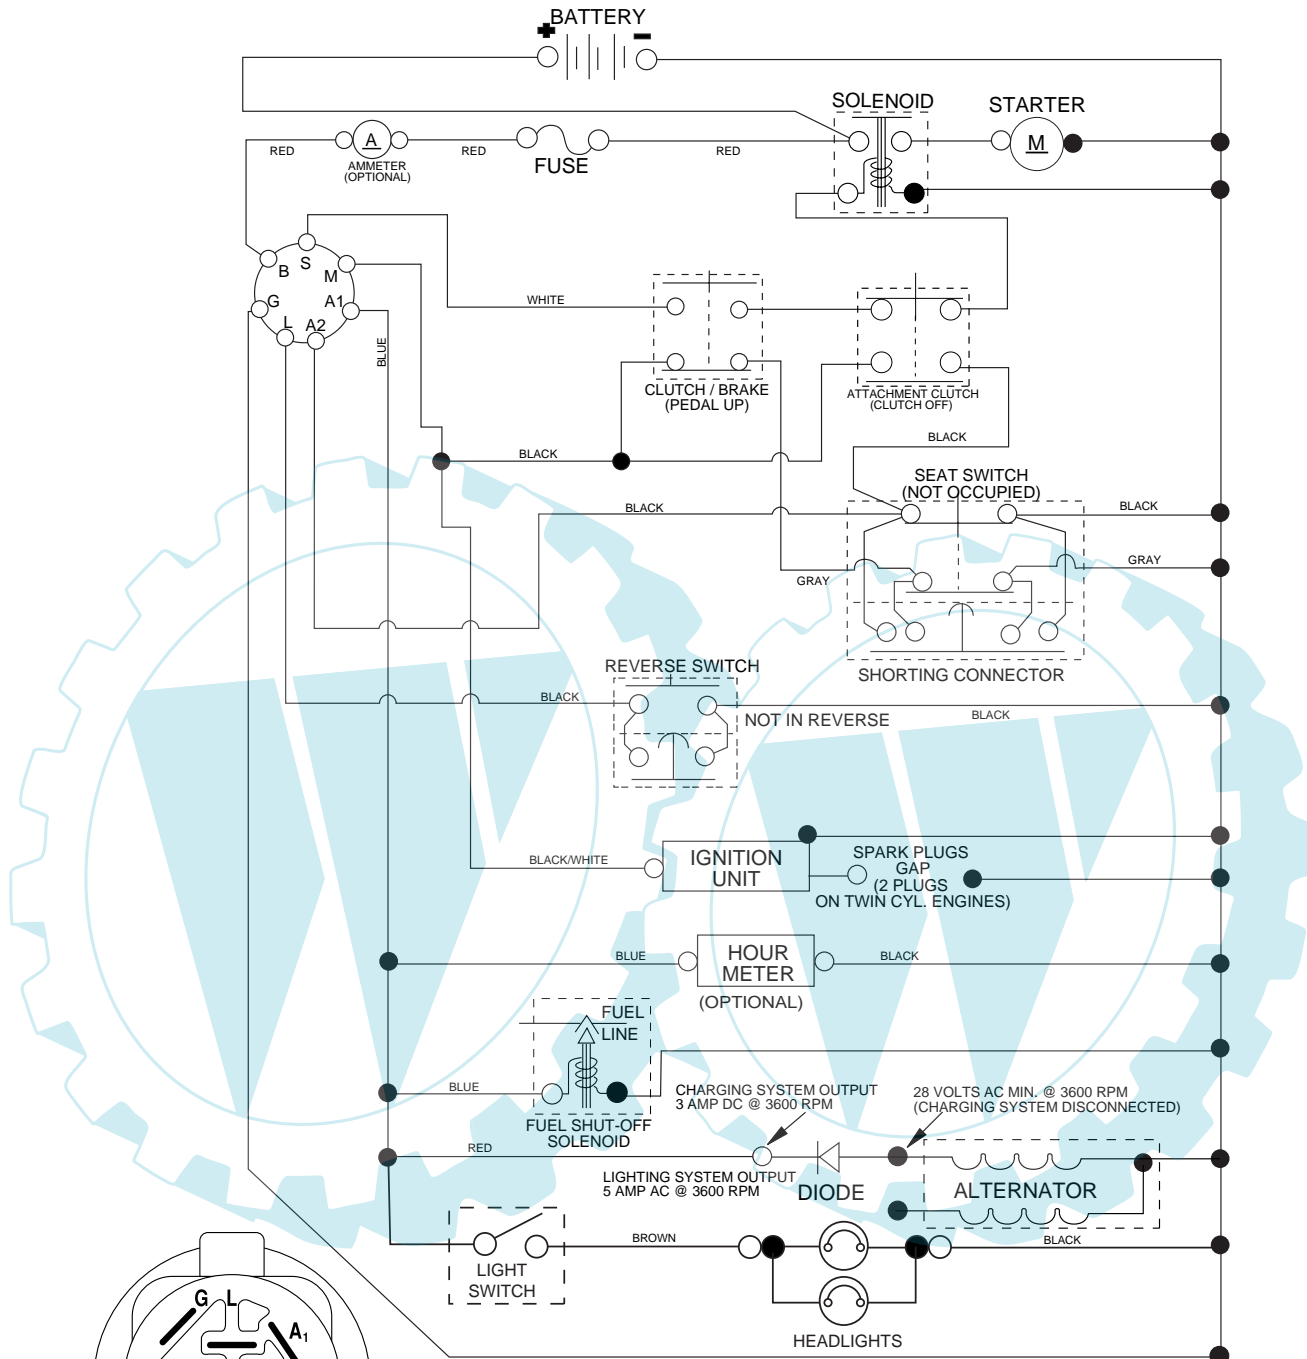 BATTERY
SOLENOID
STARTER
RED
A
AMMETER
(OPTIONAL)
RED
FUSE
RED
M
B
S
M
G
L
A2
A1
BLUE
WHITE
CLUTCH / BRAKE
(PEDAL UP)
ATTACHMENT CLUTCH
(CLUTCH OFF)
BLACK
BLACK
SEAT SWITCH
(NOT OCCUPIED)
BLACK
BLACK
GRAY
GRAY
SHORTING CONNECTOR
REVERSE SWITCH
BLACK
NOT IN REVERSE
BLACK
BLACK/WHITE
IGNITION
UNIT
SPARK PLUGS
GAP
(2 PLUGS
ON TWIN CYL. ENGINES)
BLUE
HOUR
METER
(OPTIONAL)
BLACK
FUEL
LINE
BLUE
FUEL SHUT-OFF
SOLENOID
CHARGING SYSTEM OUTPUT
3 AMP DC @ 3600 RPM
28 VOLTS AC MIN. @ 3600 RPM
(CHARGING SYSTEM DISCONNECTED)
RED
LIGHTING SYSTEM OUTPUT
5 AMP AC @ 3600 RPM
DIODE
ALTERNATOR
LIGHT
SWITCH
BROWN
BLACK
HEADLIGHTS
G L
A1